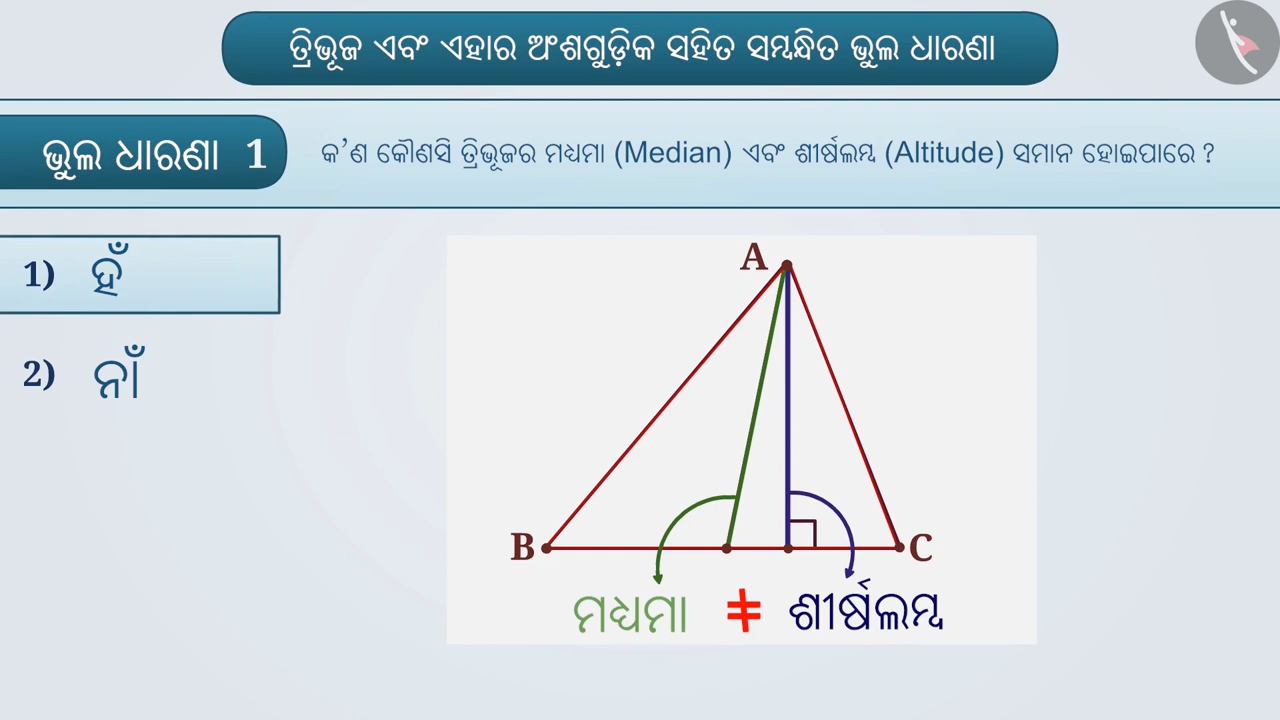 ତ୍ରିଭୂଜ ଏବଂ ଏହାର ଅଂଶଗୁଡ଼ିକ ସହିତ ସମ୍ବନ୍ଧିତ ଭୁଲ ଧାରଣା
ଭୁଲ ଧାରଣା 1
କ'ଣ କୌଣସି ତ୍ରିଭୂଜର ମଧ୍ୟମା (Median) ଏବଂ ଶୀର୍ଷଲମ୍ବ (Altitude) ସମାନ ହୋଇପାରେ ?
1) ହଁ
2) ନାଁ
A
B
C
ମଧ୍ୟମା ≠ ଶୀର୍ଷଲମ୍ବ